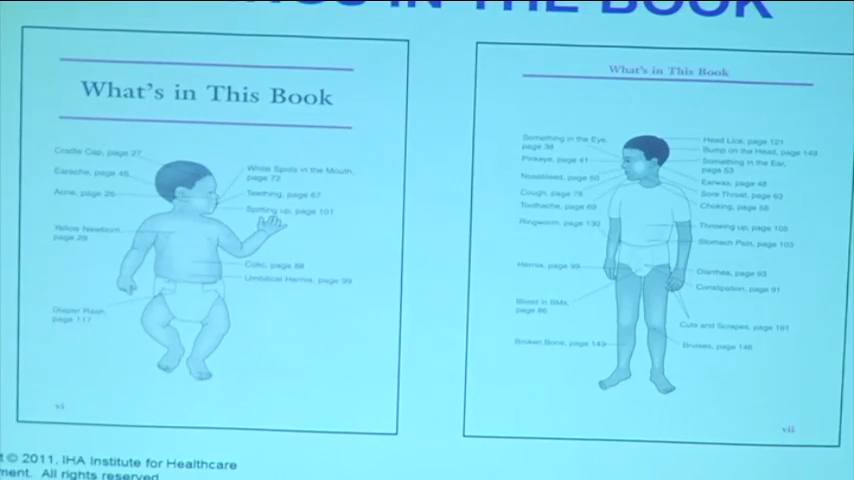 IN THE BOOK
What's in This Book
Cradle Cap, page 27
Earache, page 46
Acne, page 26
Yellow Newborn,
page 29
Diaper Rash,
page 117
White Spots in the Mouth,
page 72
Teething, page 67
Spitting up, page 101
Colic, page 88
Umbilical Hernia, page 99
vi
What's in This Book
Something in the Eye,
page 38
Pinkeye, page 41
Nosebleed, page 50
Cough, page 78
Toothache, page 69
Ringworm, page 130
Hernia, page 99
Blood in BMs,
page 86
Broken Bone, page 143
Head Lice, page 121
Bump on the Head, page 149
Something in the Ear,
page 53
Earwax, page 48
Sore Throat, page 63
Choking, page 58
Throwing up, page 105
Stomach Pain, page 103
Diarrhea, page 93
Constipation, page 91
Cuts and Scrapes, page 161
Bruises, page 146
vii
© 2011, IHA Institute for Healthcare
All rights reserved